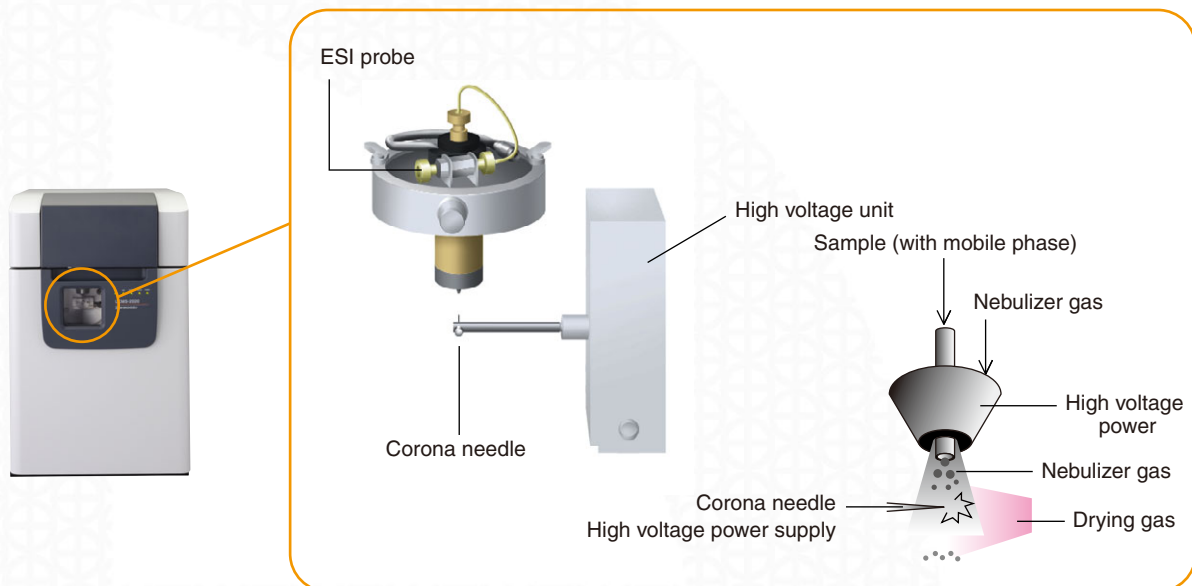 ESI probe
High voltage unit
Sample (with mobile phase)
Nebulizer gas
High voltage
power
Nebulizer gas
Corona needle
Corona needle
High voltage power supply
Drying gas